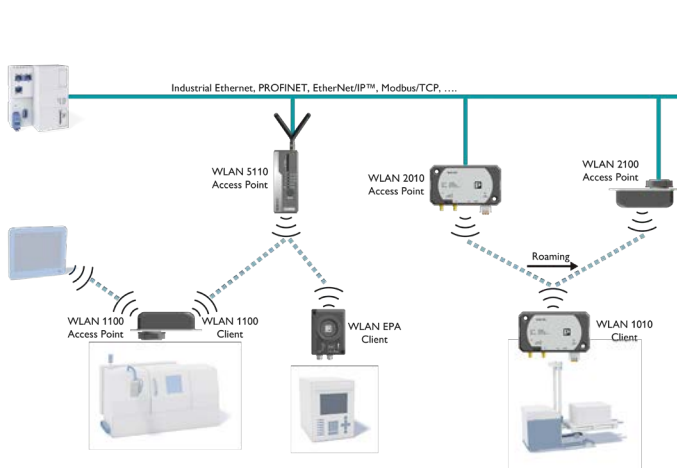 Industrial Ethernet, PROFINET, EtherNet/IP™, Modbus/TCP, ....
WLAN 5110
Access Point
WLAN 2010
Access Point
WLAN 2100
Access Point
Roaming
WLAN 1100
Access Point
WLAN 1100
Client
WLAN EPA
Client
WLAN 1010
Client